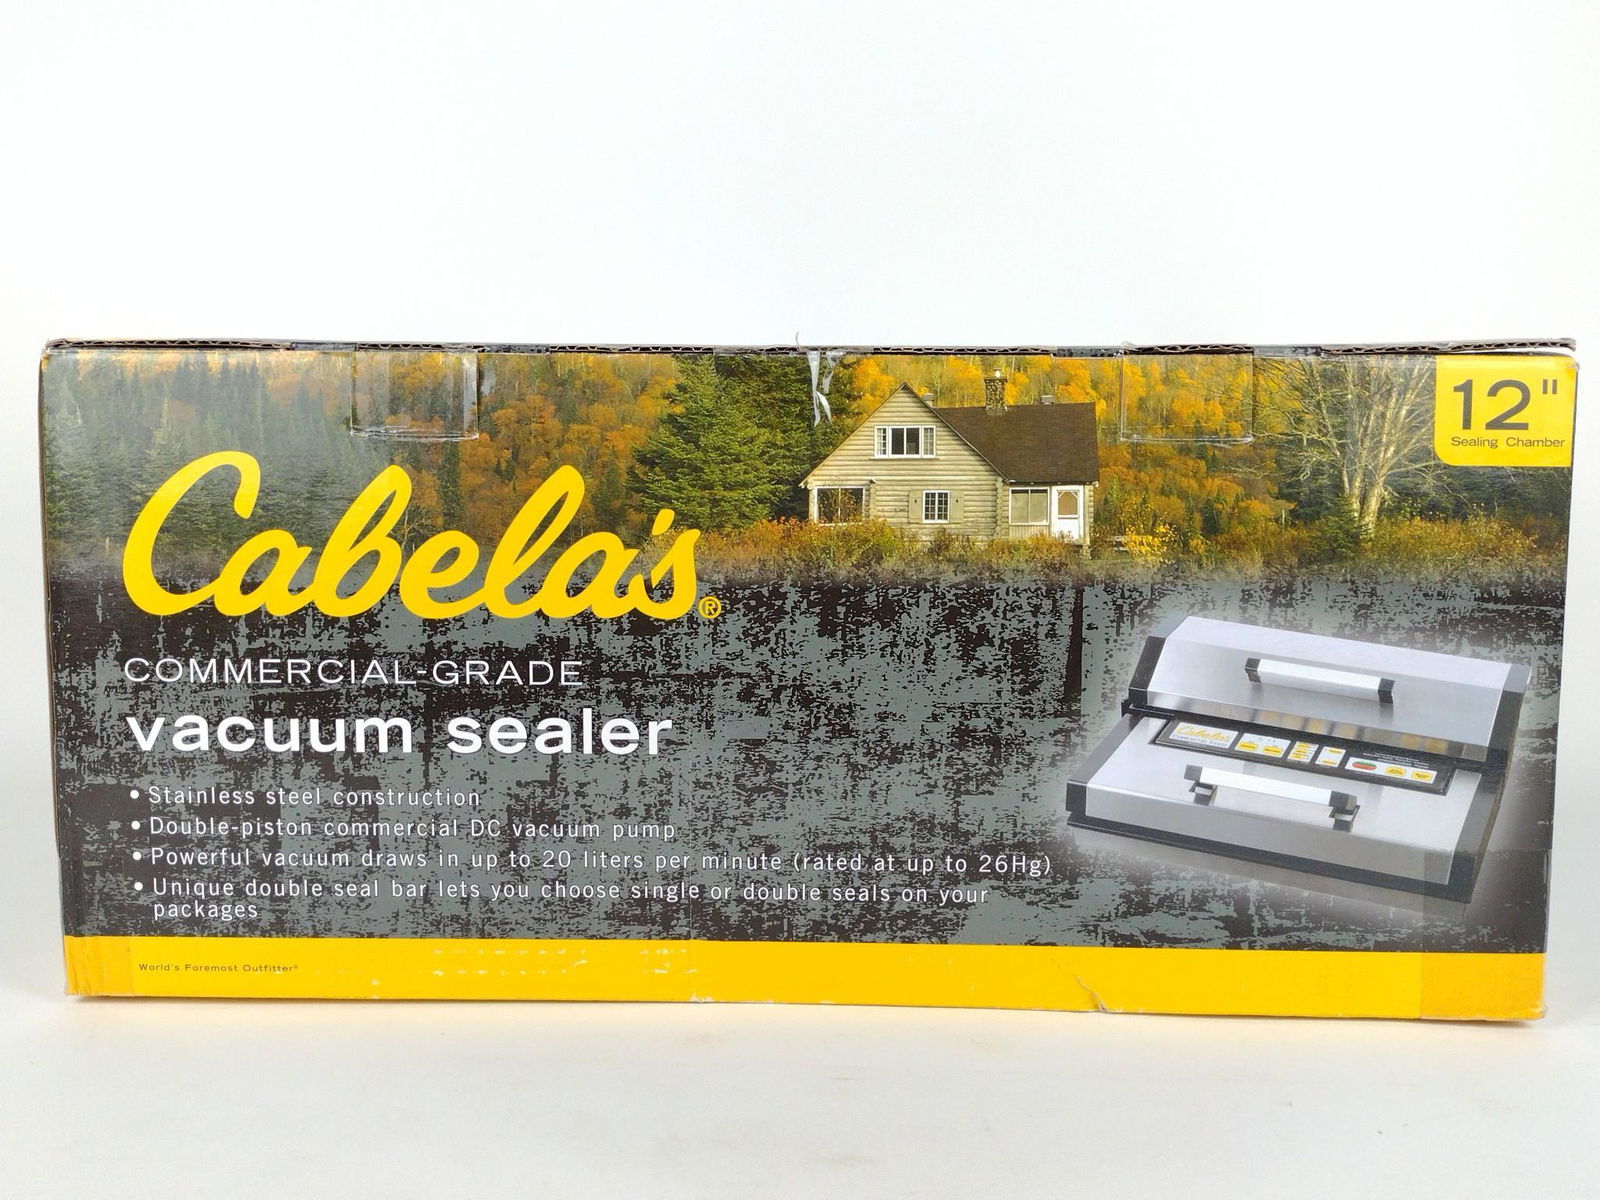 12"
Sealing Chamber
Cabela's®
COMMERCIAL-GRADE
vacuum sealer
• Stainless steel construction
• Double-piston commercial DC vacuum pump
• Powerful vacuum draws in up to 20 liters per minute (rated at up to 26Hg)
• Unique double seal bar lets you choose single or double seals on your
packages
Cabela's
World's Foremost Outfitter®